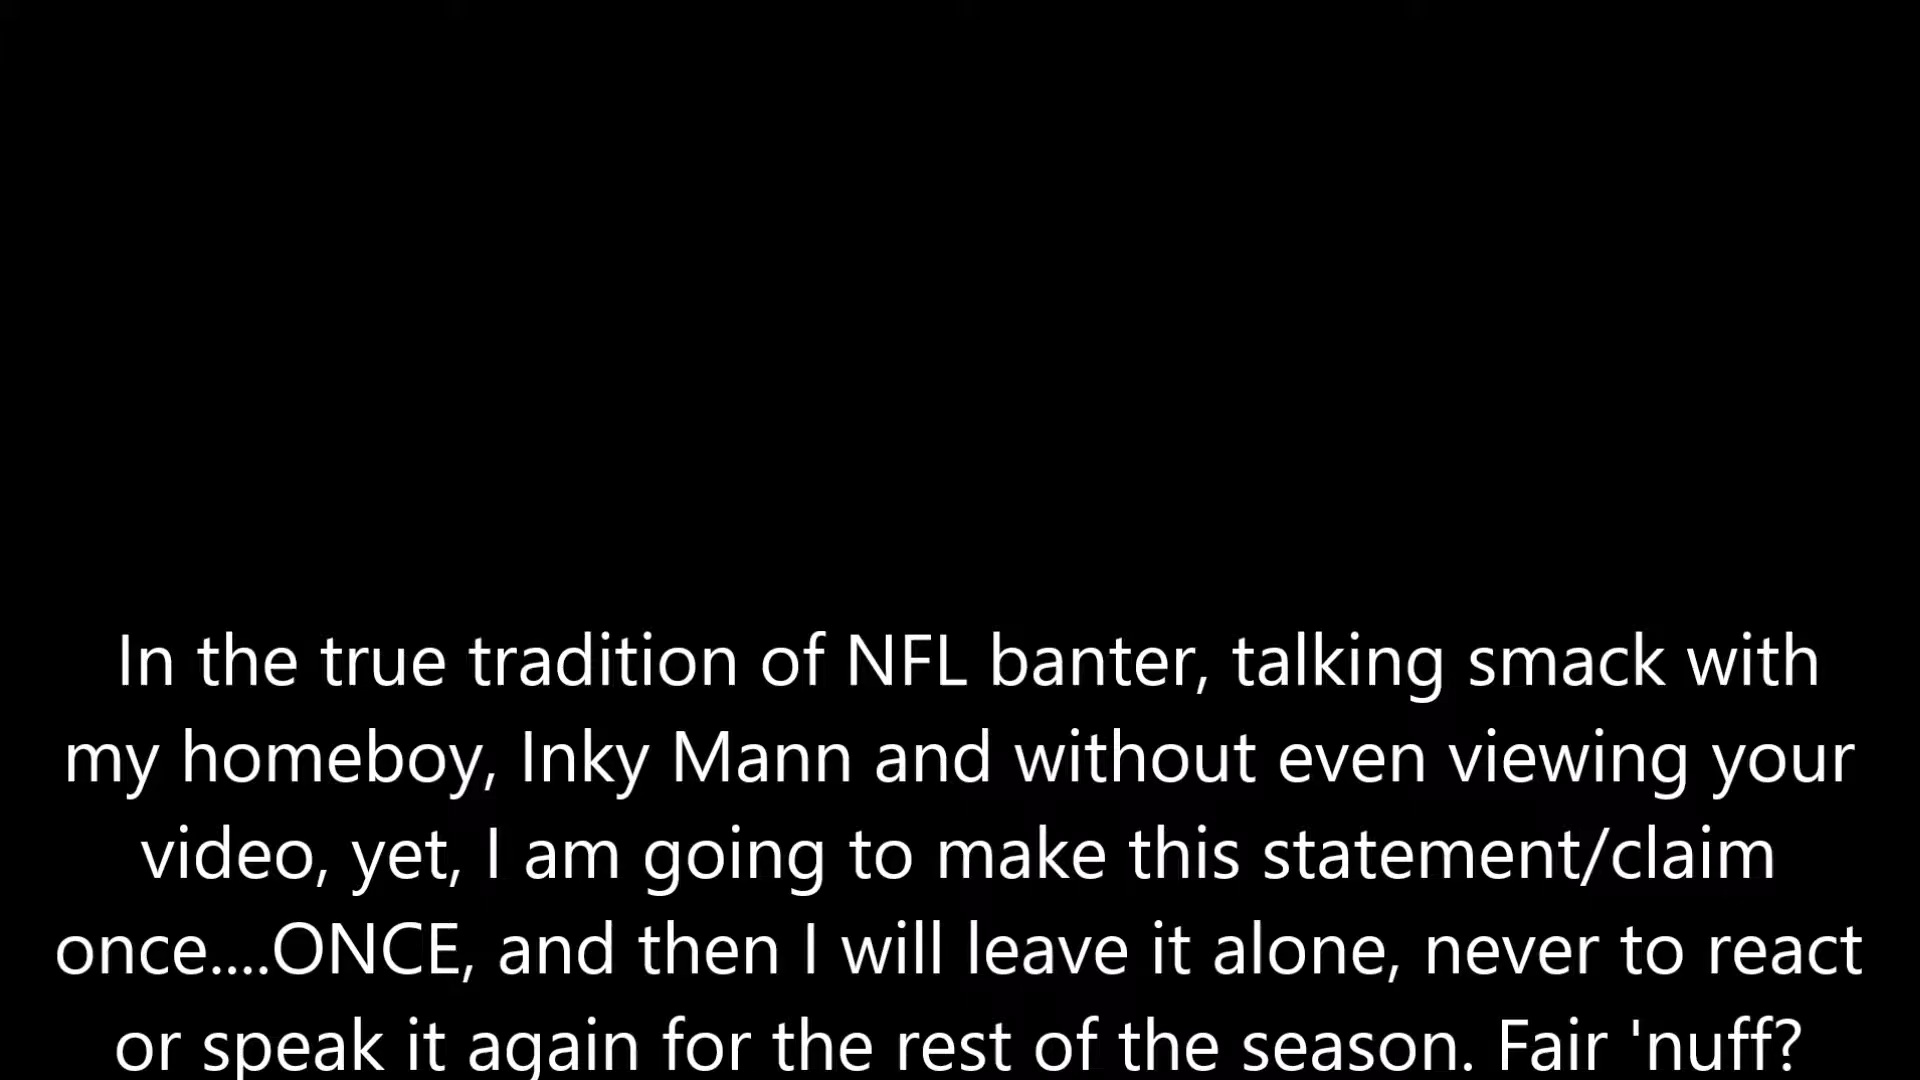 In the true tradition of NFL banter, talking smack with
my homeboy, Inky Mann and without even viewing your
video, yet, I am going to make this statement/claim
once....ONCE, and then I will leave it alone, never to react
or speak it again for the rest of the season. Fair 'nuff?